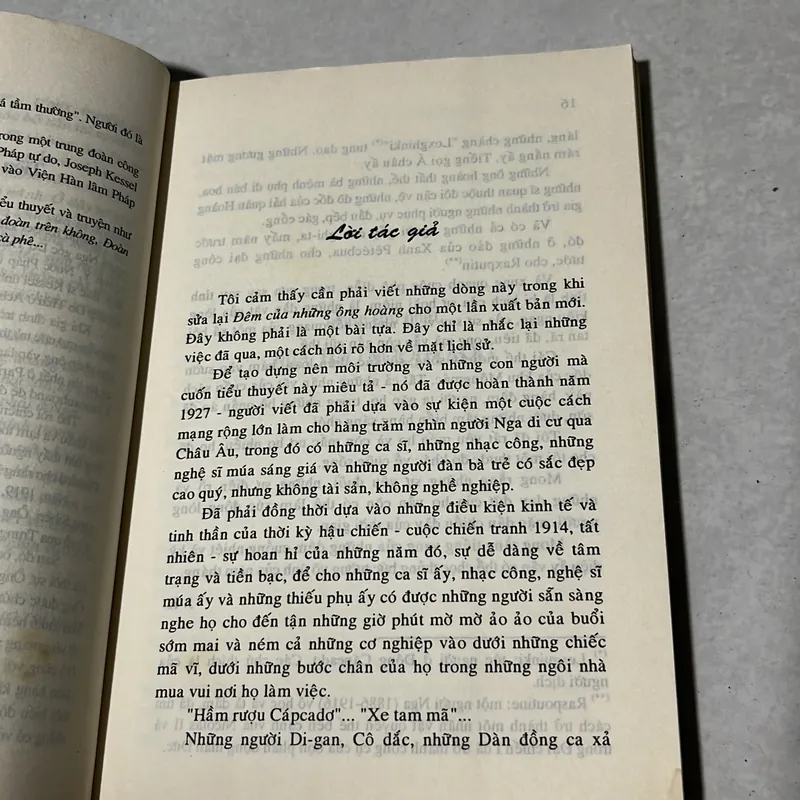 á tầm thường". Người đó là
rong một trung đoàn công
Pháp tự do, Joseph Kessel
vào Viện Hàn lâm Pháp
ểu thuyết và truyện như
đoàn trên không, Đoàn
cà phê...
Lời tác giả
Tôi cảm thấy cần phải viết những dòng này trong khi
sửa lại Đêm của những ông hoàng cho một lần xuất bản mới.
Đây không phải là một bài tựa. Đây chỉ là nhắc lại những
việc đã qua, một cách nói rõ hơn về mặt lịch sử.
Để tạo dựng nên môi trường và những con người mà
cuốn tiểu thuyết này miêu tả - nó đã được hoàn thành năm
1927 - người viết đã phải dựa vào sự kiện một cuộc cách
mạng rộng lớn làm cho hàng trăm nghìn người Nga di cư qua
Châu Âu, trong đó có những ca sĩ, những nhạc công, những
nghệ sĩ múa sáng giá và những người đàn bà trẻ có sắc đẹp
cao quý, nhưng không tài sản, không nghề nghiệp.
Đã phải đồng thời dựa vào những điều kiện kinh tế và
tinh thần của thời kỳ hậu chiến - cuộc chiến tranh 1914, tất
nhiên - sự hoan hỉ của những năm đó, sự dễ dàng về tâm
trạng và tiền bạc, để cho những ca sĩ ấy, nhạc công, nghệ sĩ
múa ấy và những thiếu phụ ấy có được những người sẵn sàng
nghe họ cho đến tận những giờ phút mờ mờ ảo ảo của buổi
sớm mai và ném cả những cơ nghiệp vào dưới những chiếc
mã vĩ, dưới những bước chân của họ trong những ngôi nhà
mua vui nơi họ làm việc.
"Hầm rượu Cápcadơ"... "Xe tam mã"...
Những người Di-gan, Cô dắc, những Dàn đồng ca xả